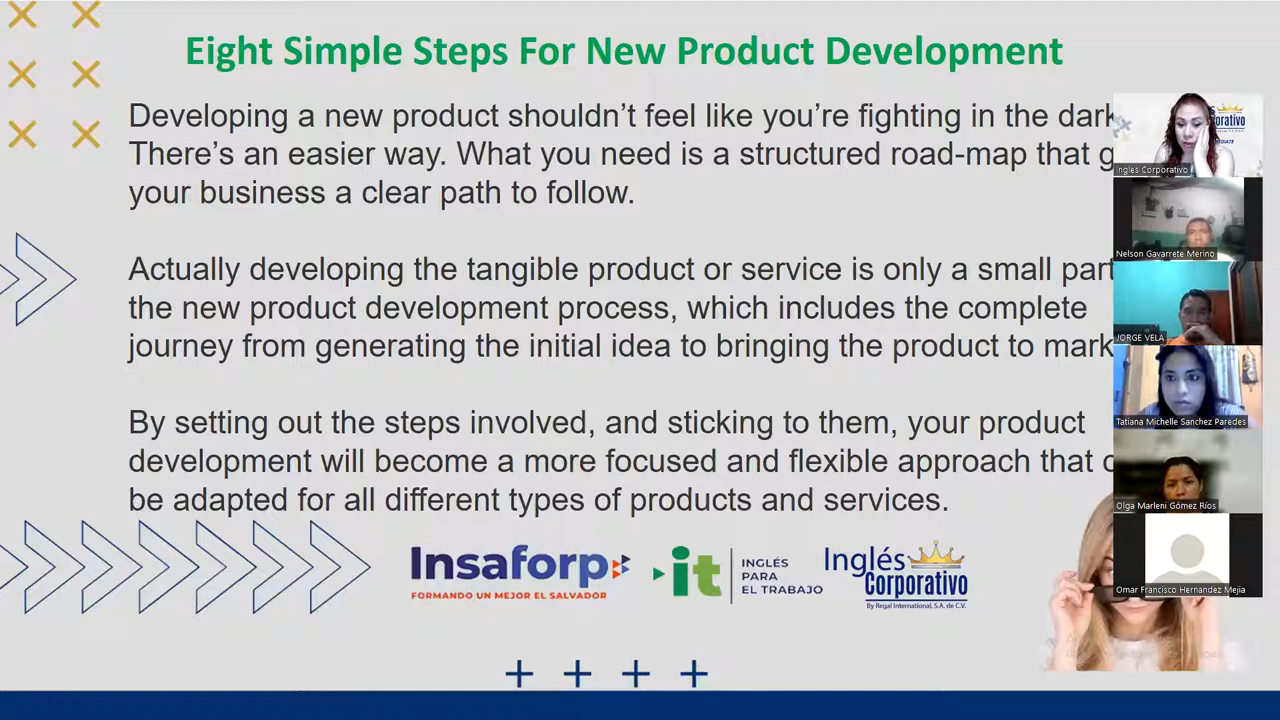 Eight Simple Steps For New Product Development
Developing a new product shouldn't feel like you're fighting in the dark
There's an easier way. What you need is a structured road-map that g
your business a clear path to follow.
Actually developing the tangible product or service is only a small part
the new product development process, which includes the complete
journey from generating the initial idea to bringing the product to mark
By setting out the steps involved, and sticking to them, your product
development will become a more focused and flexible approach that
be adapted for all different types of products and services.
Insaforp
FORMANDO UN MEJOR EL SALVADOR
it
INGLÉS
PARA
EL TRABAJO
Inglés
Corporativo
By Regal International, S.A. de C.V.
orativo
Inglés Corporativo
Nelson Gavarrete Merino
JORGE VELA
Tatiana Michelle Sanchez Paredes
Olga Marleni Gómez Ríos
Omar Francisco Hernandez Mejia